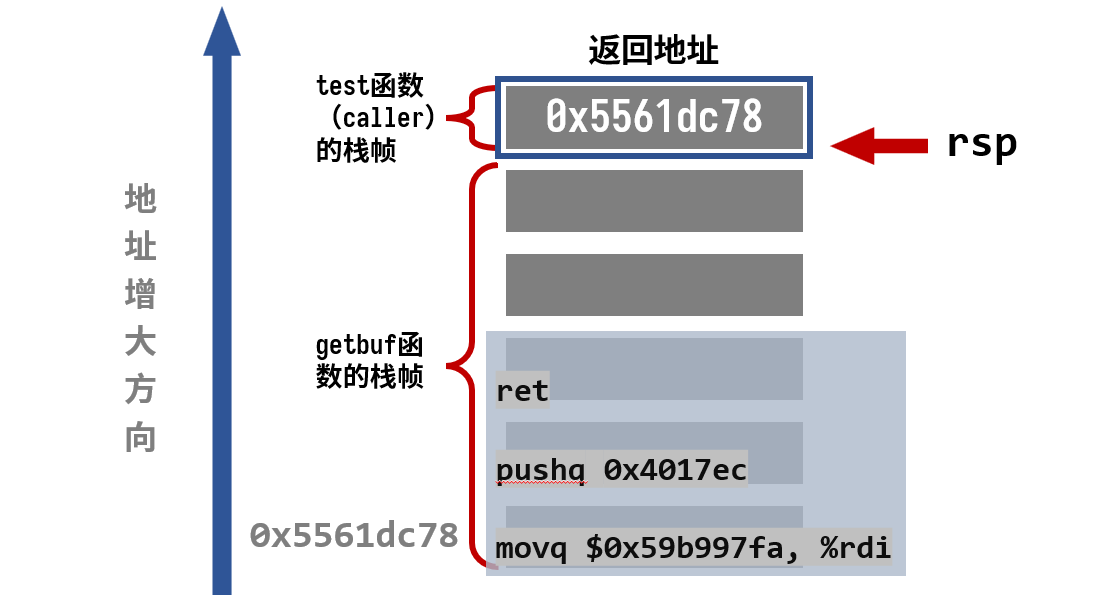 返回地址
test函数
（caller）
的栈帧
0x5561dc78
rsp
地
址
增
大
方
向
getbuf函
数的栈帧
ret
pushq 0x4017ec
0x5561dc78
movq $0x59b997fa, %rdi